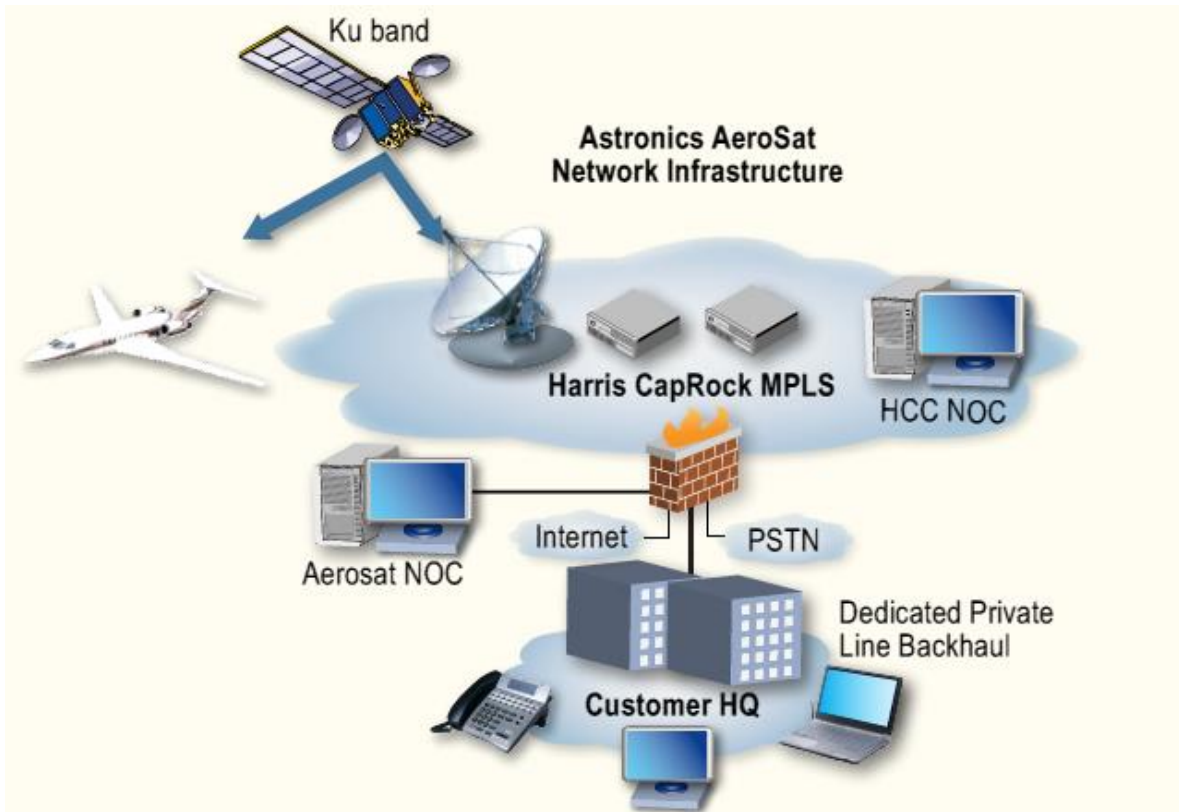 Ku band
Astronics AeroSat
Network Infrastructure
Harris CapRock MPLS
HCC NOC
Internet
PSTN
Aerosat NOC
Dedicated Private
Line Backhaul
Customer HQ